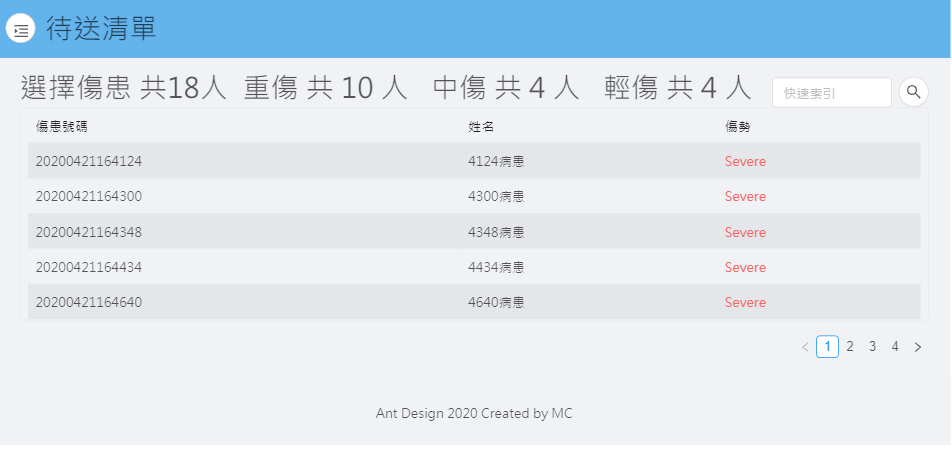 待送清單
選擇傷患 共18人 重傷 共 10 人 中傷 共 4 人 輕傷 共 4 人 快速索引
傷患號碼 姓名 傷勢
20200421164124 4124病患 Severe
20200421164300 4300病患 Severe
20200421164348 4348病患 Severe
20200421164434 4434病患 Severe
20200421164640 4640病患 Severe
< 1 2 3 4 >
Ant Design 2020 Created by MC